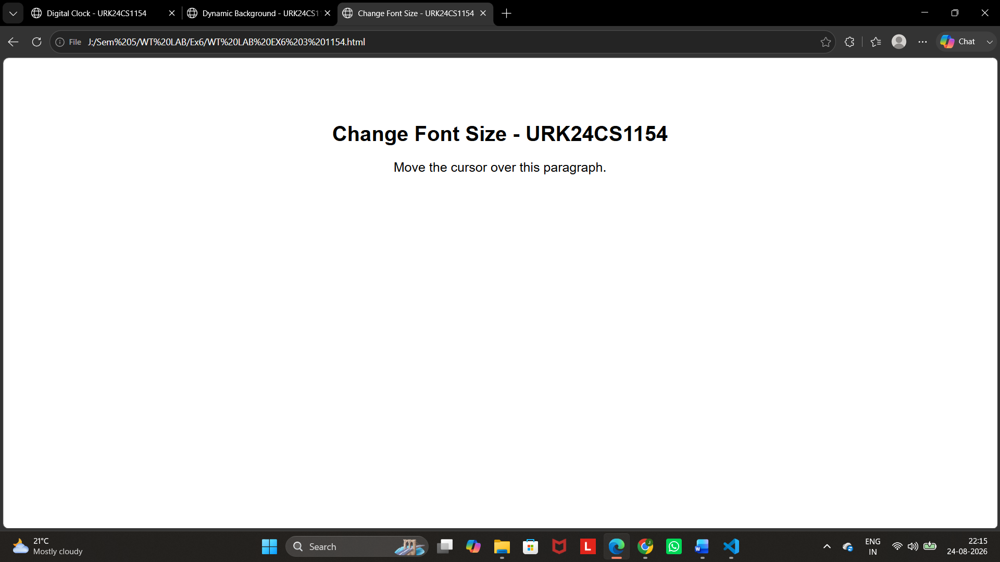 Digital Clock - URK24CS1154
Dynamic Background - URK24CS1
Change Font Size - URK24CS1154
File J:/Sem%205/WT%20LAB/Ex6/WT%20LAB%20EX6%203%201154.html
Chat
Change Font Size - URK24CS1154
Move the cursor over this paragraph.
21°C
Mostly cloudy
Search
L
W
J
ENG
IN
22:15
24-08-2026